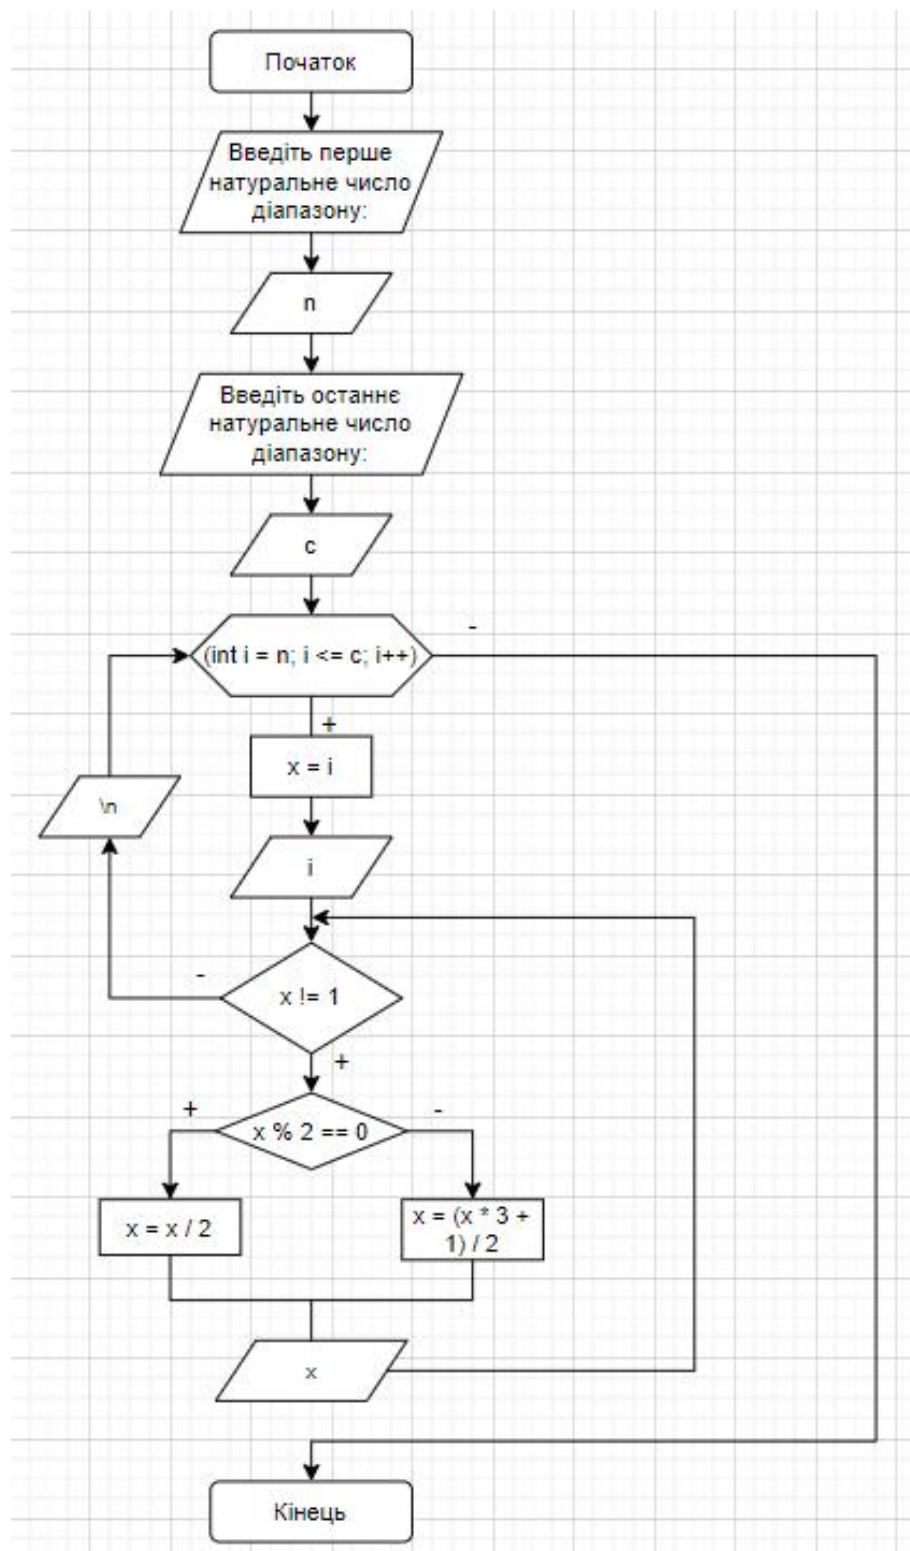 Початок
Введіть перше
натуральне число
діапазону:
n
Введіть останнє
натуральне число
діапазону:
c
-
(int i = n; i <= c; i++)
+
x = i
\n
i
-
x != 1
+
+
-
x % 2 == 0
x = x / 2
x = (x * 3 +
1) / 2
x
Кінець